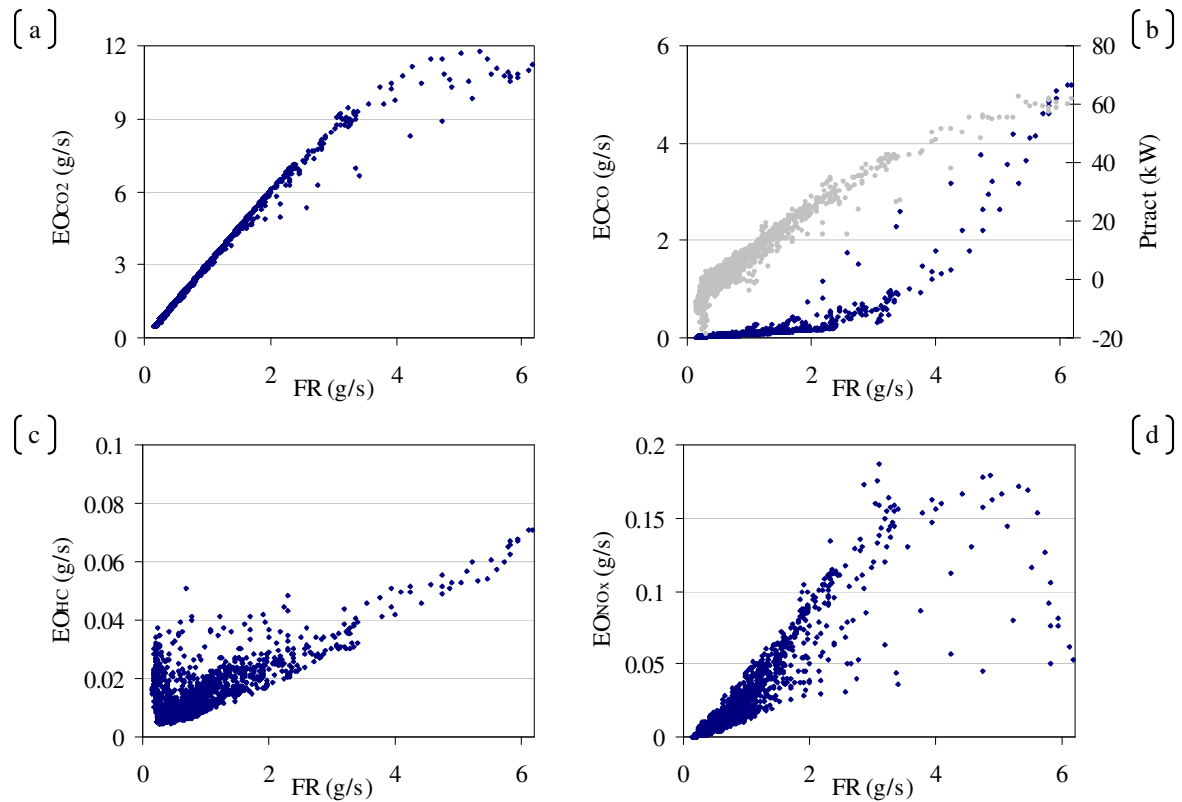 [ a ]
12
9
6
3
0
EOCO2 (g/s)
0 2 4 6
FR (g/s)
[ b ]
6
4
2
0
EOCO (g/s)
80
60
40
20
0
-20
Ptract (kW)
0 2 4 6
FR (g/s)
[ c ]
0.1
0.08
0.06
0.04
0.02
0
EOHC (g/s)
0 2 4 6
FR (g/s)
[ d ]
0.2
0.15
0.1
0.05
0
EONOx (g/s)
0 2 4 6
FR (g/s)